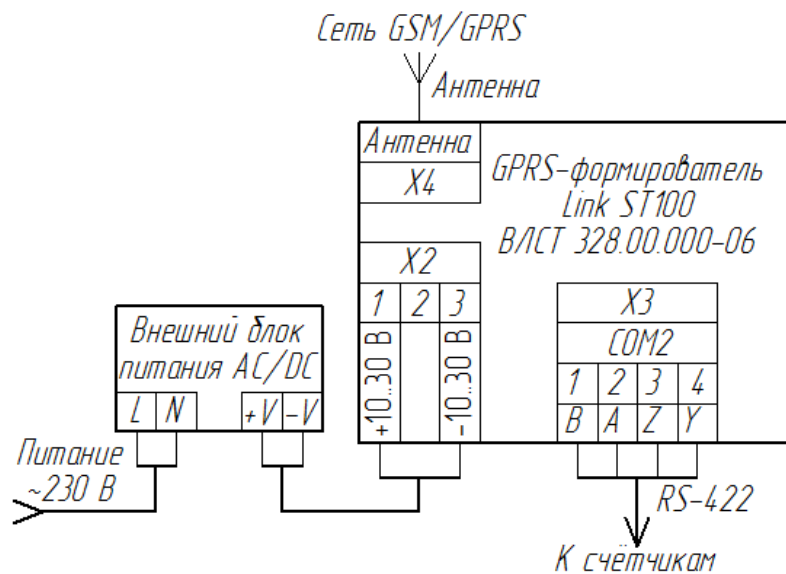 Сеть GSM/GPRS
Антенна
Антенна
X4
GPRS-формирователь
Link ST100
ВЛСТ 328.00.000-06
X2
1 2 3
+10..30 В
-10..30 В
X3
COM2
1 2 3 4
B A Z Y
Внешний блок
питания AC/DC
L N +V -V
Питание
~230 В
RS-422
К счётчикам